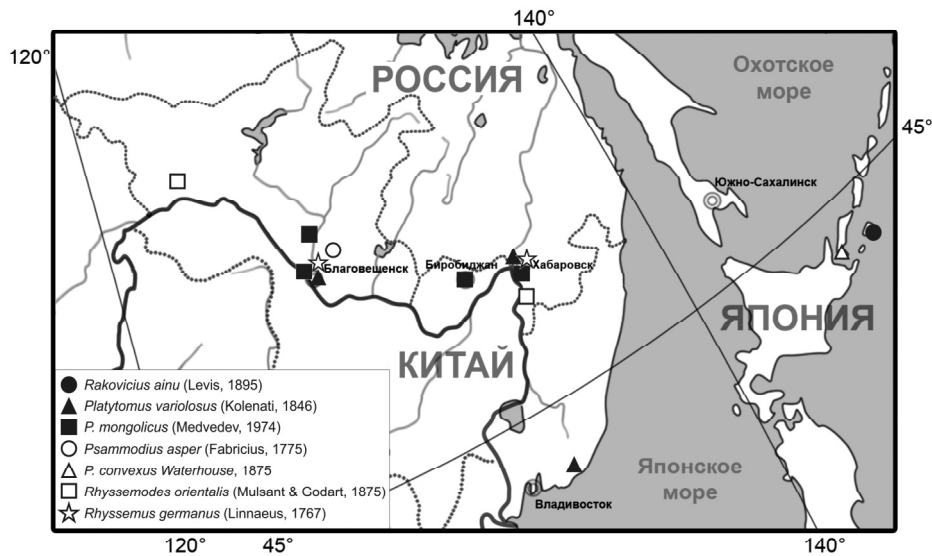 140°
120°
РОССИЯ
Охотское
море
45°
Южно-Сахалинск
Благовещенск
Биробиджан
Хабаровск
ЯПОНИЯ
КИТАЙ
Rakovicius ainu (Levis, 1895)
Platytomus variolosus (Kolenati, 1846)
P. mongolicus (Medvedev, 1974)
Psammodius asper (Fabricius, 1775)
P. convexus Waterhouse, 1875
Rhyssemodes orientalis (Mulsant & Godart, 1875)
Rhyssemus germanus (Linnaeus, 1767)
Японское
море
Владивосток
120°
45°
140°